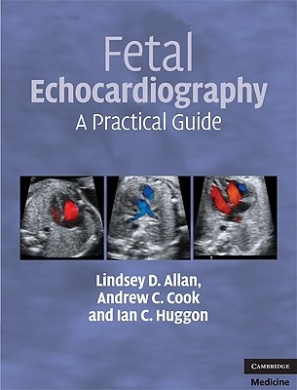 Fetal
Echocardiography
A Practical Guide
Lindsey D. Allan,
Andrew C. Cook
and Ian C. Huggon
CAMBRIDGE
Medicine